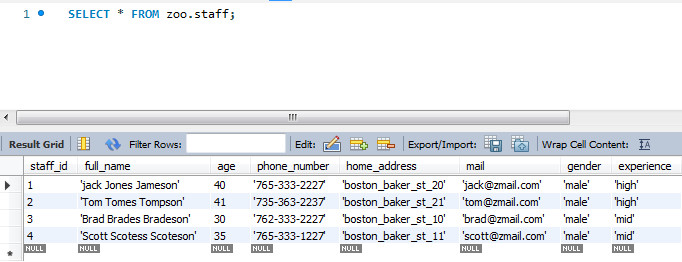 1 SELECT * FROM zoo.staff;
Result Grid Filter Rows: Edit: Export/Import: Wrap Cell Content:
staff_id full_name age phone_number home_address mail gender experience
1 'jack Jones Jameson' 40 '765-333-2227' 'boston_baker_st_20' 'jack@zmail.com' 'male' 'high'
2 'Tom Tomes Tompson' 41 '735-363-2237' 'boston_baker_st_21' 'tom@zmail.com' 'male' 'high'
3 'Brad Brades Bradeson' 30 '762-333-2227' 'boston_baker_st_10' 'brad@zmail.com' 'male' 'mid'
4 'Scott Scotess Scoteson' 35 '765-333-1227' 'boston_baker_st_11' 'scott@zmail.com' 'male' 'mid'
NULL NULL NULL NULL NULL NULL NULL NULL